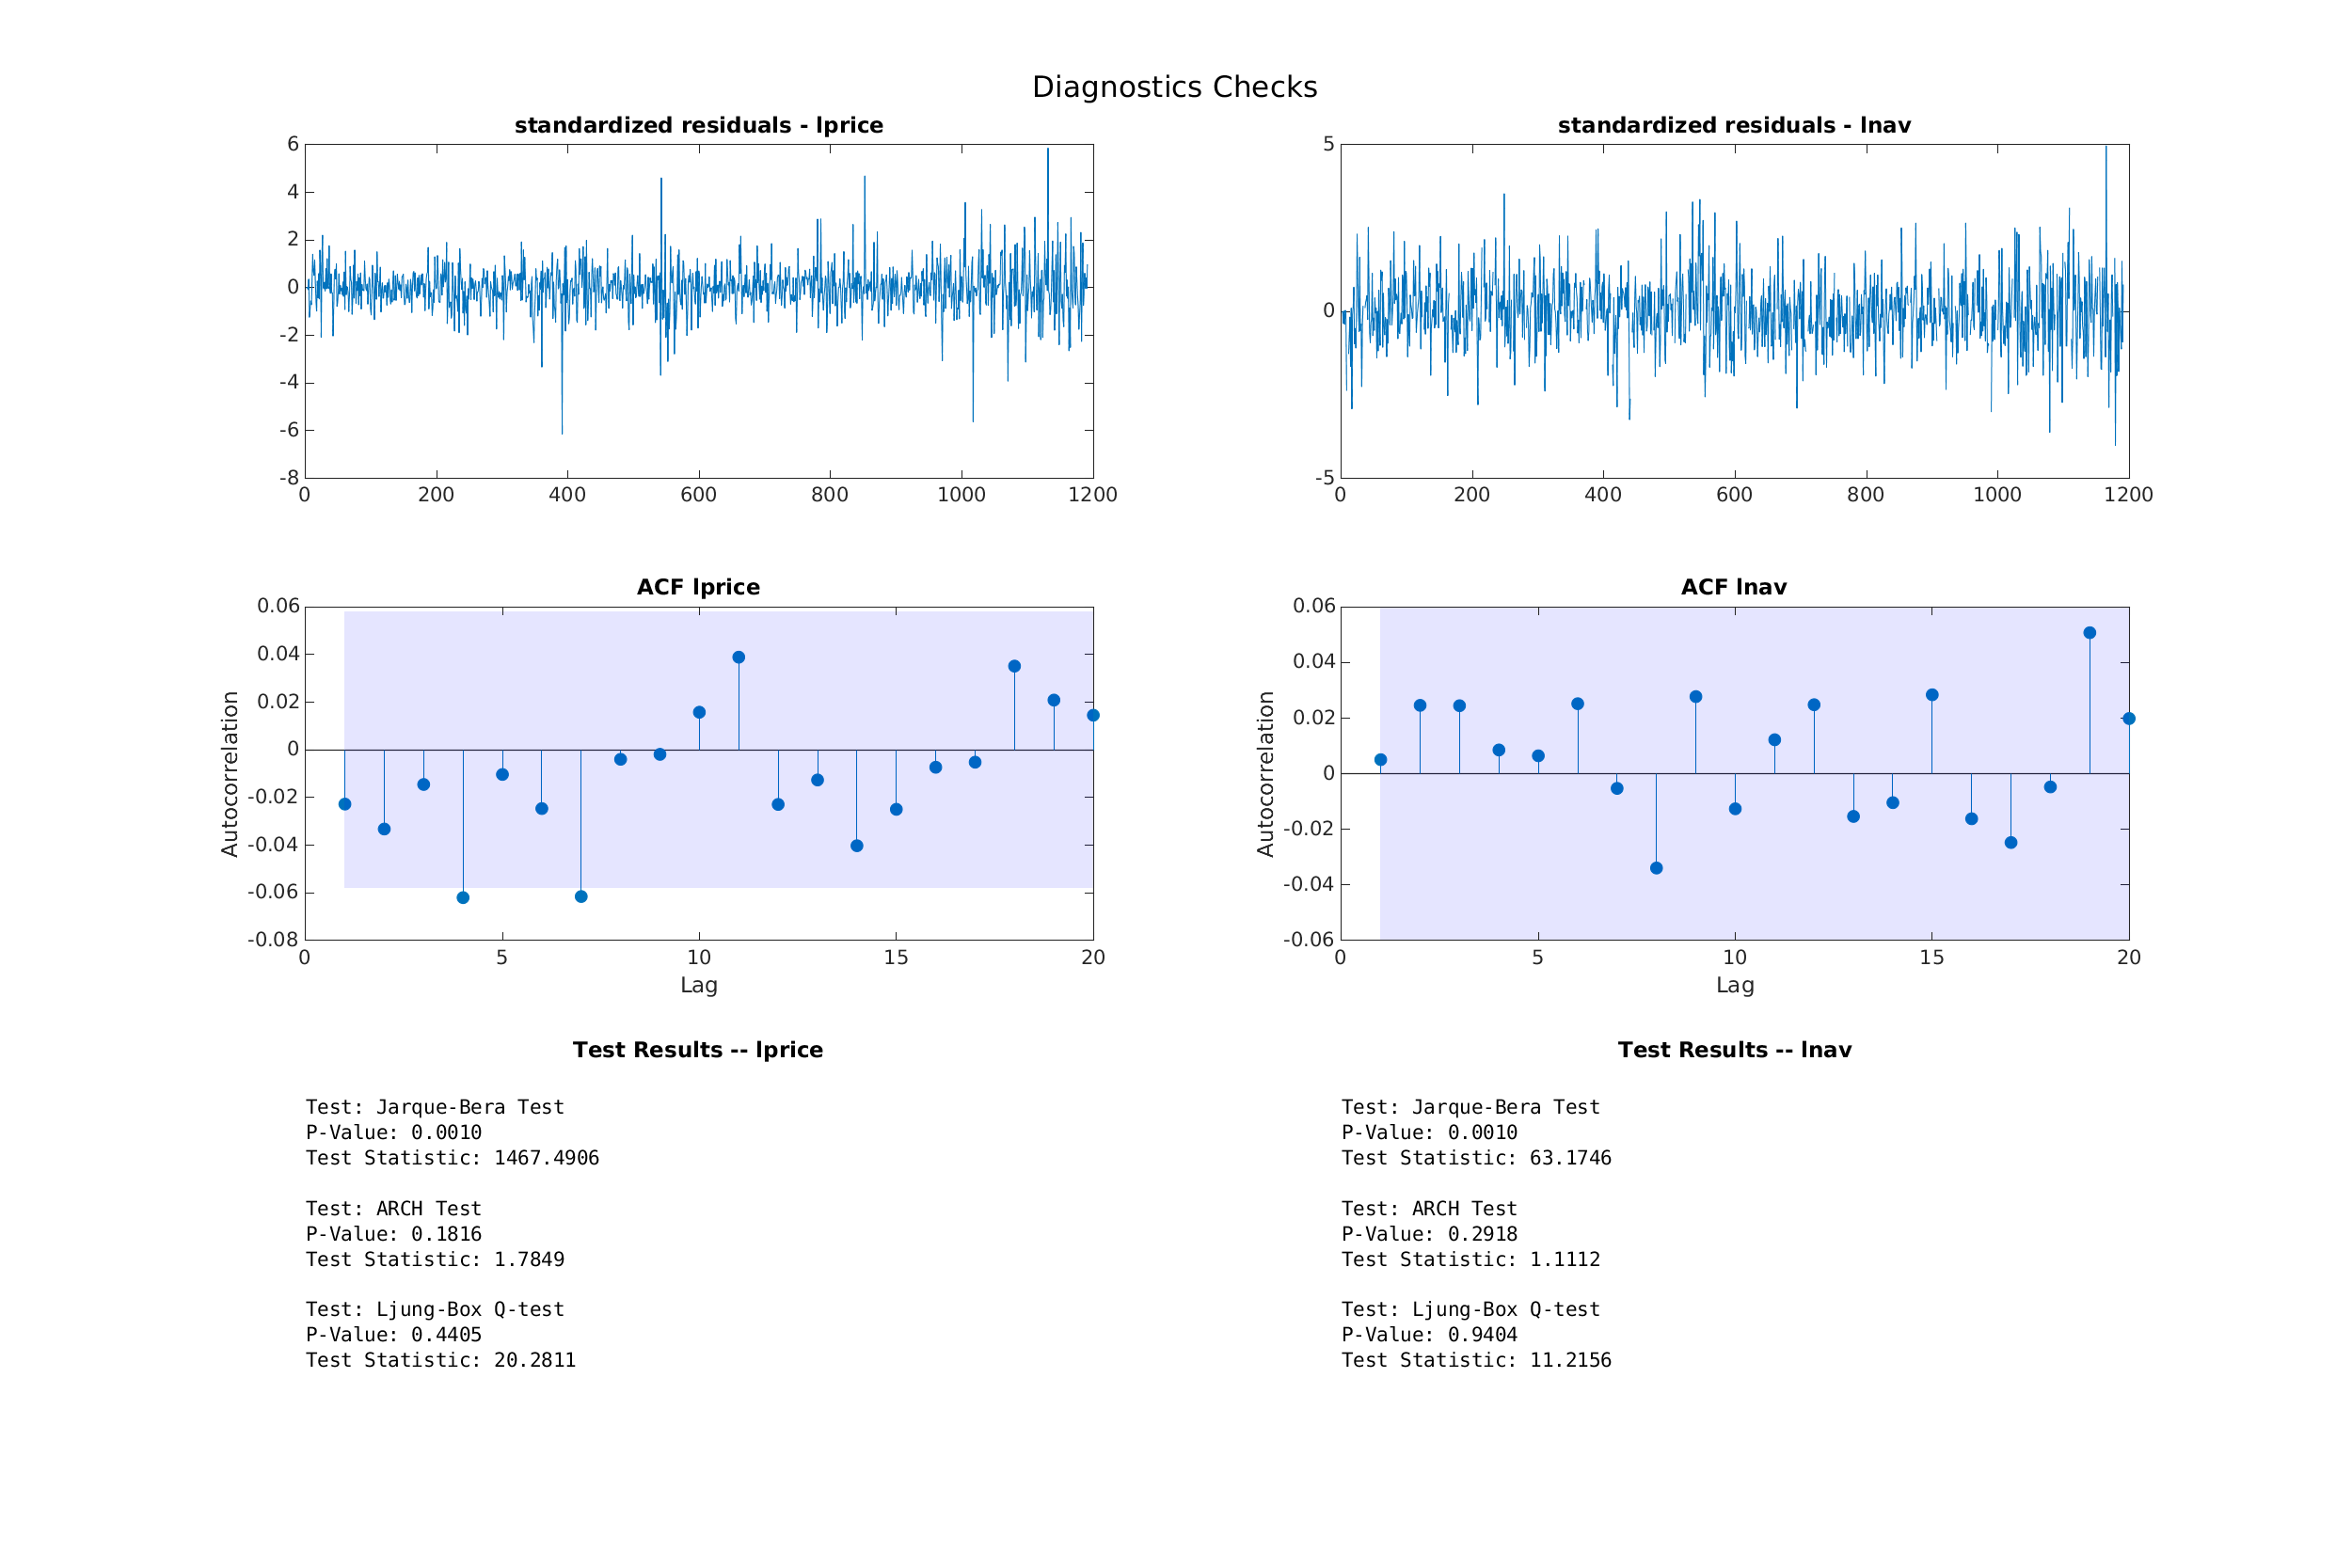 Diagnostics Checks
standardized residuals - lprice
6
4
2
0
-2
-4
-6
-8
0 200 400 600 800 1000 1200
standardized residuals - lnav
5
0
-5
0 200 400 600 800 1000 1200
ACF lprice
Autocorrelation
0.06
0.04
0.02
0
-0.02
-0.04
-0.06
-0.08
0 5 10 15 20
Lag
ACF lnav
Autocorrelation
0.06
0.04
0.02
0
-0.02
-0.04
-0.06
0 5 10 15 20
Lag
Test Results -- lprice
Test: Jarque-Bera Test
P-Value: 0.0010
Test Statistic: 1467.4906
Test: ARCH Test
P-Value: 0.1816
Test Statistic: 1.7849
Test: Ljung-Box Q-test
P-Value: 0.4405
Test Statistic: 20.2811
Test Results -- lnav
Test: Jarque-Bera Test
P-Value: 0.0010
Test Statistic: 63.1746
Test: ARCH Test
P-Value: 0.2918
Test Statistic: 1.1112
Test: Ljung-Box Q-test
P-Value: 0.9404
Test Statistic: 11.2156